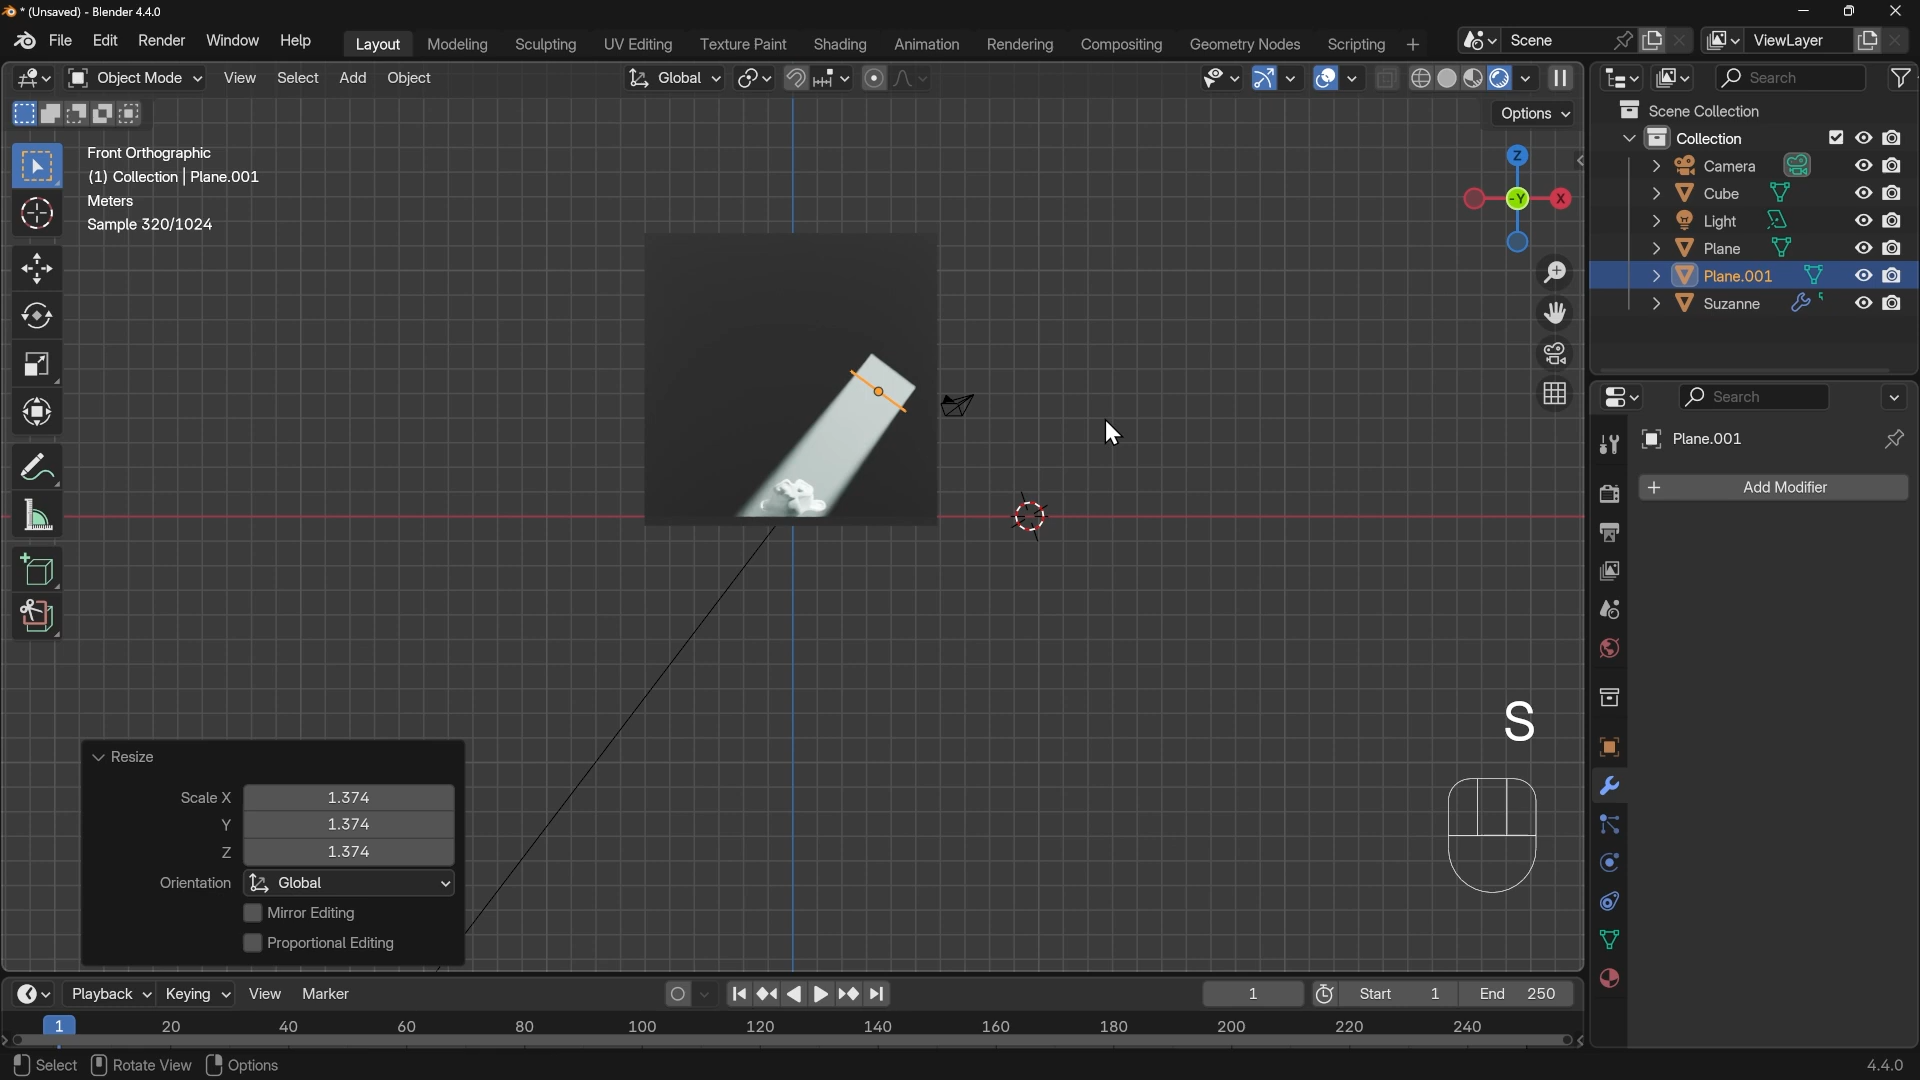 * (Unsaved) - Blender 4.4.0
File Edit Render Window Help
Layout Modeling Sculpting UV Editing Texture Paint Shading Animation Rendering Compositing Geometry Nodes Scripting +
Scene
ViewLayer
Object Mode View Select Add Object
Global
Search
Options
Front Orthographic
(1) Collection | Plane.001
Meters
Sample 320/1024
Z
-Y
X
Scene Collection
Collection
Camera
Cube
Light
Plane
Plane.001
Suzanne
Search
Plane.001
+ Add Modifier
S
Resize
Scale X 1.374
Y 1.374
Z 1.374
Orientation Global
Mirror Editing
Proportional Editing
Playback Keying View Marker
1
Start 1
End 250
1 20 40 60 80 100 120 140 160 180 200 220 240
Select Rotate View Options
4.4.0